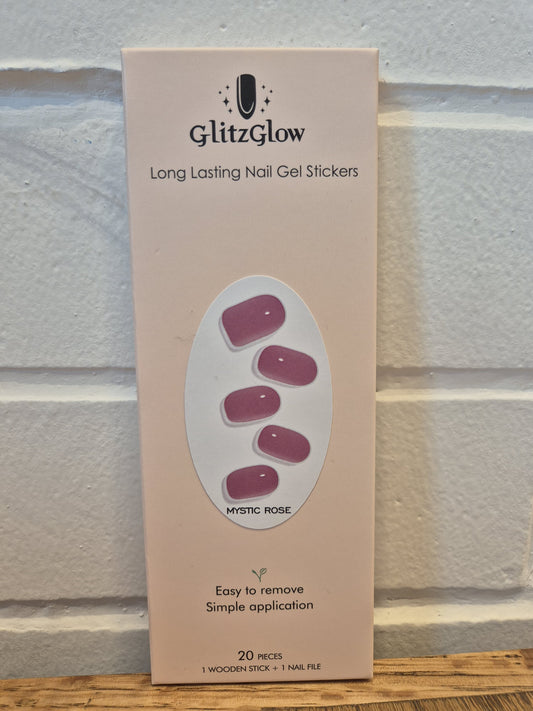 GlitzGlow
Long Lasting Nail Gel Stickers
MYSTIC ROSE
Easy to remove
Simple application
20 PIECES
1 WOODEN STICK + 1 NAIL FILE